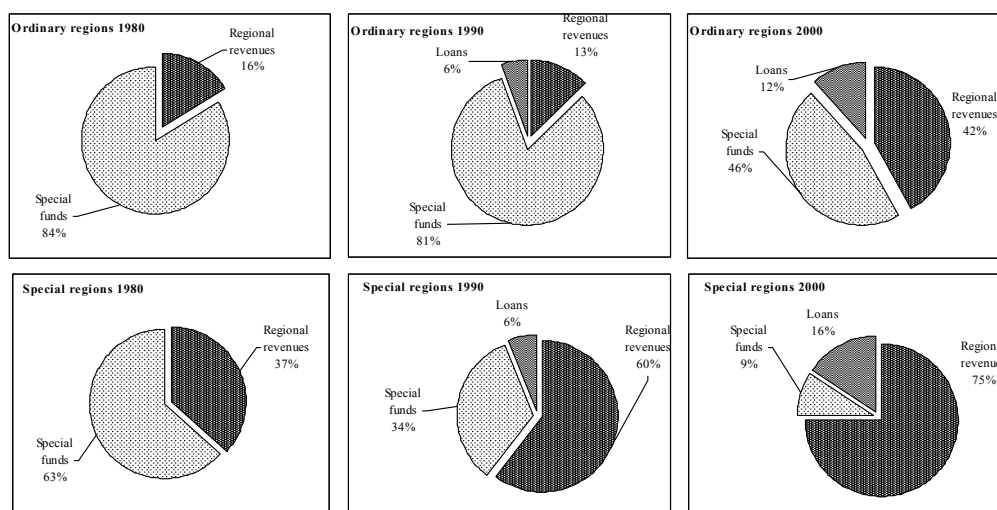 Ordinary regions 1980
Regional
revenues
16%
Special
funds
84%
Ordinary regions 1990
Loans
6%
Regional
revenues
13%
Special
funds
81%
Ordinary regions 2000
Loans
12%
Regional
revenues
42%
Special
funds
46%
Special regions 1980
Regional
revenues
37%
Special
funds
63%
Special regions 1990
Loans
6%
Regional
revenues
60%
Special
funds
34%
Special regions 2000
Loans
16%
Special
funds
9%
Region
revenue
75%